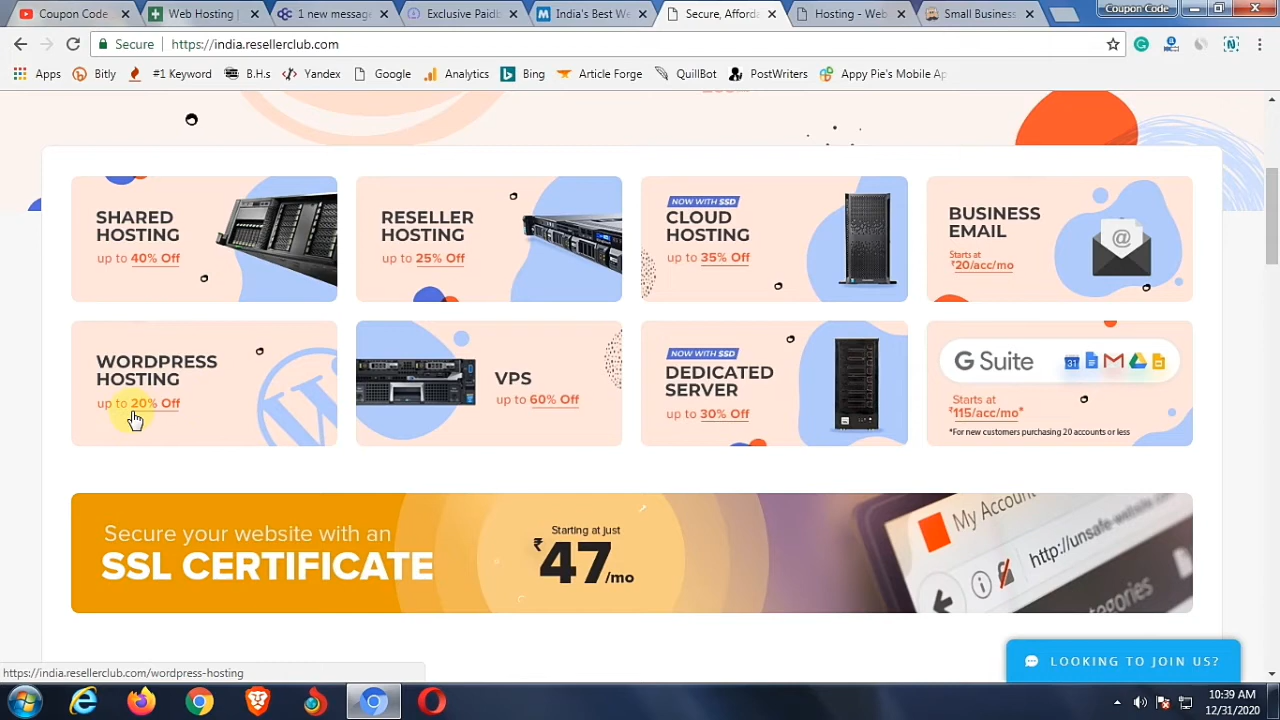 Coupon Code
Web Hosting |
1 new messag
Exclusive Paidl
India's Best W
Secure, Afforda
Hosting - Web
Small Business
Coupon Code
Secure
https://india.resellerclub.com
Apps
Bitly
#1 Keyword
B.H.s
Yandex
Google
Analytics
Bing
Article Forge
QuillBot
PostWriters
Appy Pie's Mobile Ap
SHARED
HOSTING
up to 40% Off
RESELLER
HOSTING
up to 25% Off
NOW WITH SSD
CLOUD
HOSTING
up to 35% Off
BUSINESS
EMAIL
Starts at
₹20/acc/mo
WORDPRESS
HOSTING
up to 20% Off
VPS
up to 60% Off
NOW WITH SSD
DEDICATED
SERVER
up to 30% Off
G Suite
31
Starts at
₹115/acc/mo*
*For new customers purchasing 20 accounts or less
Secure your website with an
SSL CERTIFICATE
Starting at just
₹47/mo
My Account
http://unsafe-website
ategories
LOOKING TO JOIN US?
https://india.resellerclub.com/wordpress-hosting
10:39 AM
12/31/2020